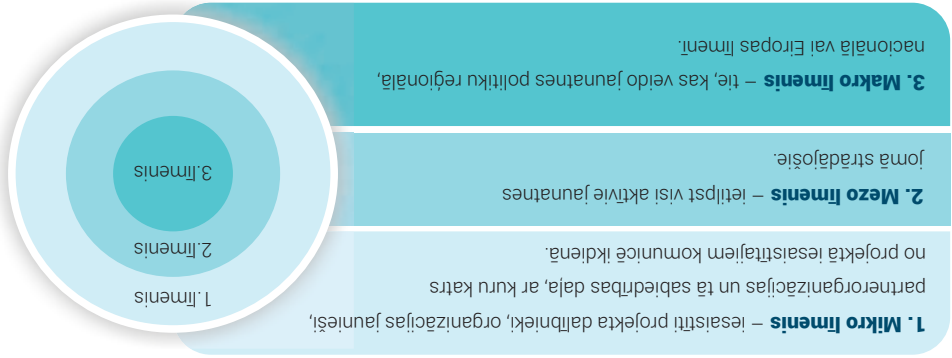 1. Mikro līmenis – iesaistīti projekta dalībnieki, organizācijas jaunieši,
partnerorganizācijas un tā sabiedrības daļa, ar kuru katrs
no projektā iesaistītajiem komunicē ikdienā.
2. Mezo līmenis – ietilpst visi aktīvie jaunatnes
jomā strādājošie.
3. Makro līmenis – tie, kas veido jaunatnes politiku reģionālā,
nacionālā vai Eiropas līmenī.
1.līmenis
2.līmenis
3.līmenis